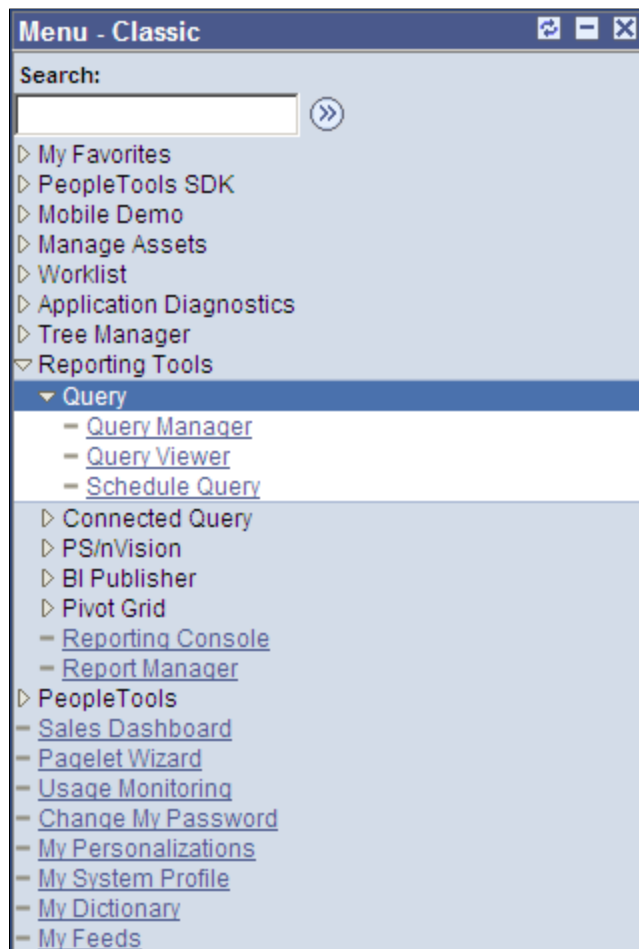 Menu - Classic
Search:
My Favorites
PeopleTools SDK
Mobile Demo
Manage Assets
Worklist
Application Diagnostics
Tree Manager
Reporting Tools
Query
Query Manager
Query Viewer
Schedule Query
Connected Query
PS/nVision
BI Publisher
Pivot Grid
Reporting Console
Report Manager
PeopleTools
Sales Dashboard
Pagelet Wizard
Usage Monitoring
Change My Password
My Personalizations
My System Profile
My Dictionary
My Feeds